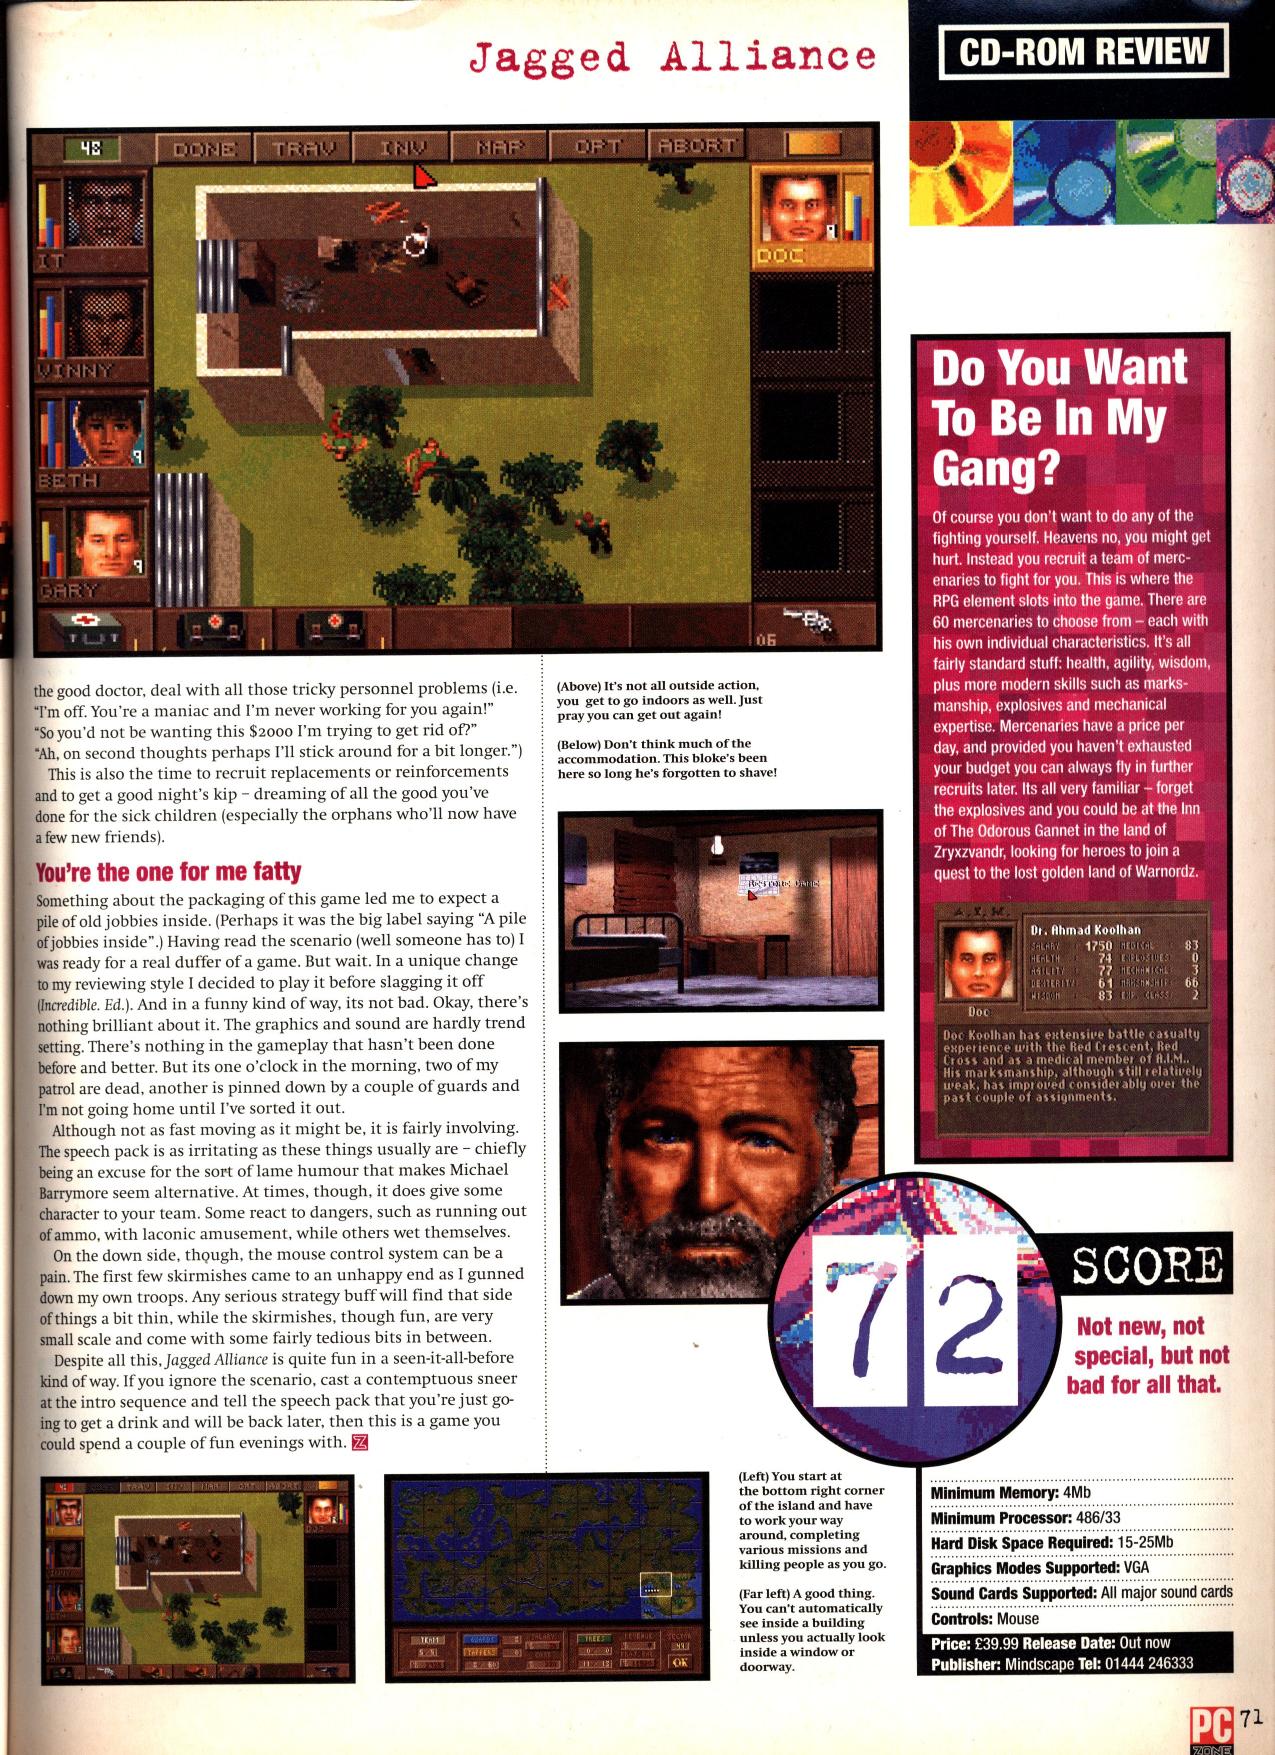 Jagged Alliance
CD-ROM REVIEW
48
DONE
TRAV
INV
MAP
OPT
ABORT
IT
VINNY
BETH
GARY
DOC
06
the good doctor, deal with all those tricky personnel problems (i.e.
"I'm off. You're a maniac and I'm never working for you again!"
"So you'd not be wanting this $2000 I'm trying to get rid of?"
"Ah, on second thoughts perhaps I'll stick around for a bit longer.")
This is also the time to recruit replacements or reinforcements
and to get a good night's kip – dreaming of all the good you've
done for the sick children (especially the orphans who'll now have
a few new friends).
You're the one for me fatty
Something about the packaging of this game led me to expect a
pile of old jobbies inside. (Perhaps it was the big label saying "A pile
of jobbies inside".) Having read the scenario (well someone has to) I
was ready for a real duffer of a game. But wait. In a unique change
to my reviewing style I decided to play it before slagging it off
(Incredible. Ed.). And in a funny kind of way, its not bad. Okay, there's
nothing brilliant about it. The graphics and sound are hardly trend
setting. There's nothing in the gameplay that hasn't been done
before and better. But its one o'clock in the morning, two of my
patrol are dead, another is pinned down by a couple of guards and
I'm not going home until I've sorted it out.
Although not as fast moving as it might be, it is fairly involving.
The speech pack is as irritating as these things usually are – chiefly
being an excuse for the sort of lame humour that makes Michael
Barrymore seem alternative. At times, though, it does give some
character to your team. Some react to dangers, such as running out
of ammo, with laconic amusement, while others wet themselves.
On the down side, though, the mouse control system can be a
pain. The first few skirmishes came to an unhappy end as I gunned
down my own troops. Any serious strategy buff will find that side
of things a bit thin, while the skirmishes, though fun, are very
small scale and come with some fairly tedious bits in between.
Despite all this, Jagged Alliance is quite fun in a seen-it-all-before
kind of way. If you ignore the scenario, cast a contemptuous sneer
at the intro sequence and tell the speech pack that you're just go-
ing to get a drink and will be back later, then this is a game you
could spend a couple of fun evenings with. Z
(Above) It's not all outside action,
you get to go indoors as well. Just
pray you can get out again!
(Below) Don't think much of the
accommodation. This bloke's been
here so long he's forgotten to shave!
RESTORE GAME
(Left) You start at
the bottom right corner
of the island and have
to work your way
around, completing
various missions and
killing people as you go.
(Far left) A good thing.
You can't automatically
see inside a building
unless you actually look
inside a window or
doorway.
TEAM
GUARDS
TAPPERS
TREES
SECTOR
OK
Do You Want
To Be In My
Gang?
Of course you don't want to do any of the
fighting yourself. Heavens no, you might get
hurt. Instead you recruit a team of merc-
enaries to fight for you. This is where the
RPG element slots into the game. There are
60 mercenaries to choose from – each with
his own individual characteristics. It's all
fairly standard stuff: health, agility, wisdom,
plus more modern skills such as marks-
manship, explosives and mechanical
expertise. Mercenaries have a price per
day, and provided you haven't exhausted
your budget you can always fly in further
recruits later. Its all very familiar – forget
the explosives and you could be at the Inn
of The Odorous Gannet in the land of
Zryxzvandr, looking for heroes to join a
quest to the lost golden land of Warnordz.
A.I.M.
Dr. Ahmad Koolhan
SALARY : 1750 MEDICAL : 83
HEALTH : 74 EXPLOSIVES : 0
AGILITY : 77 MECHANICAL : 3
DEXTERITY : 61 MARKSMNSHIP : 66
WISDOM : 83 EXP. CLASS : 2
Doc
Doc Koolhan has extensive battle casualty
experience with the Red Crescent, Red
Cross and as a medical member of A.I.M..
His marksmanship, although still relatively
weak, has improved considerably over the
past couple of assignments.
72
SCORE
Not new, not
special, but not
bad for all that.
Minimum Memory: 4Mb
Minimum Processor: 486/33
Hard Disk Space Required: 15-25Mb
Graphics Modes Supported: VGA
Sound Cards Supported: All major sound cards
Controls: Mouse
Price: £39.99 Release Date: Out now
Publisher: Mindscape Tel: 01444 246333
PC
ZONE
71